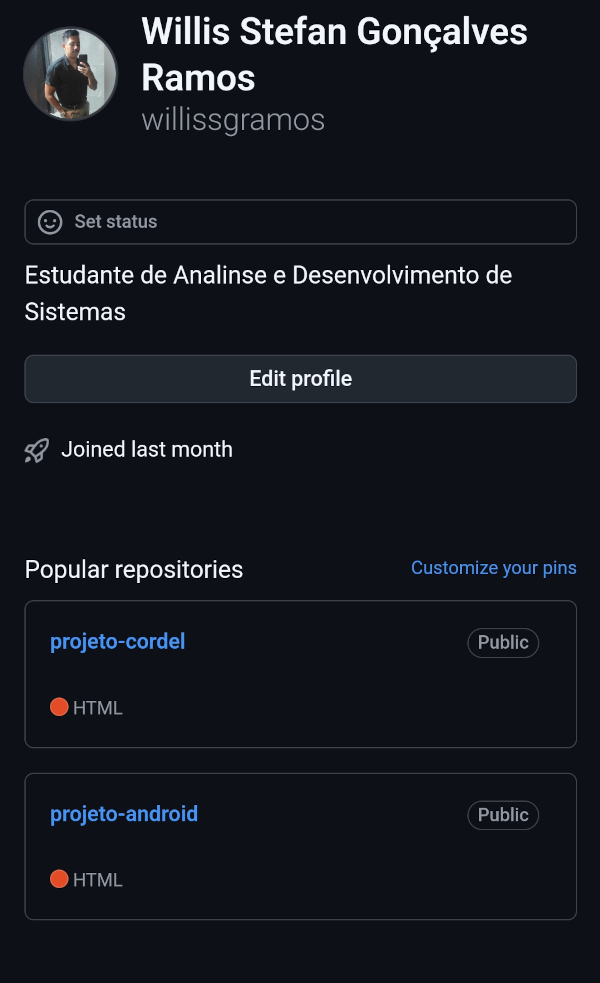 Willis Stefan Gonçalves
Ramos
willissgramos
Set status
Estudante de Analinse e Desenvolvimento de
Sistemas
Edit profile
Joined last month
Popular repositories
Customize your pins
projeto-cordel
Public
HTML
projeto-android
Public
HTML